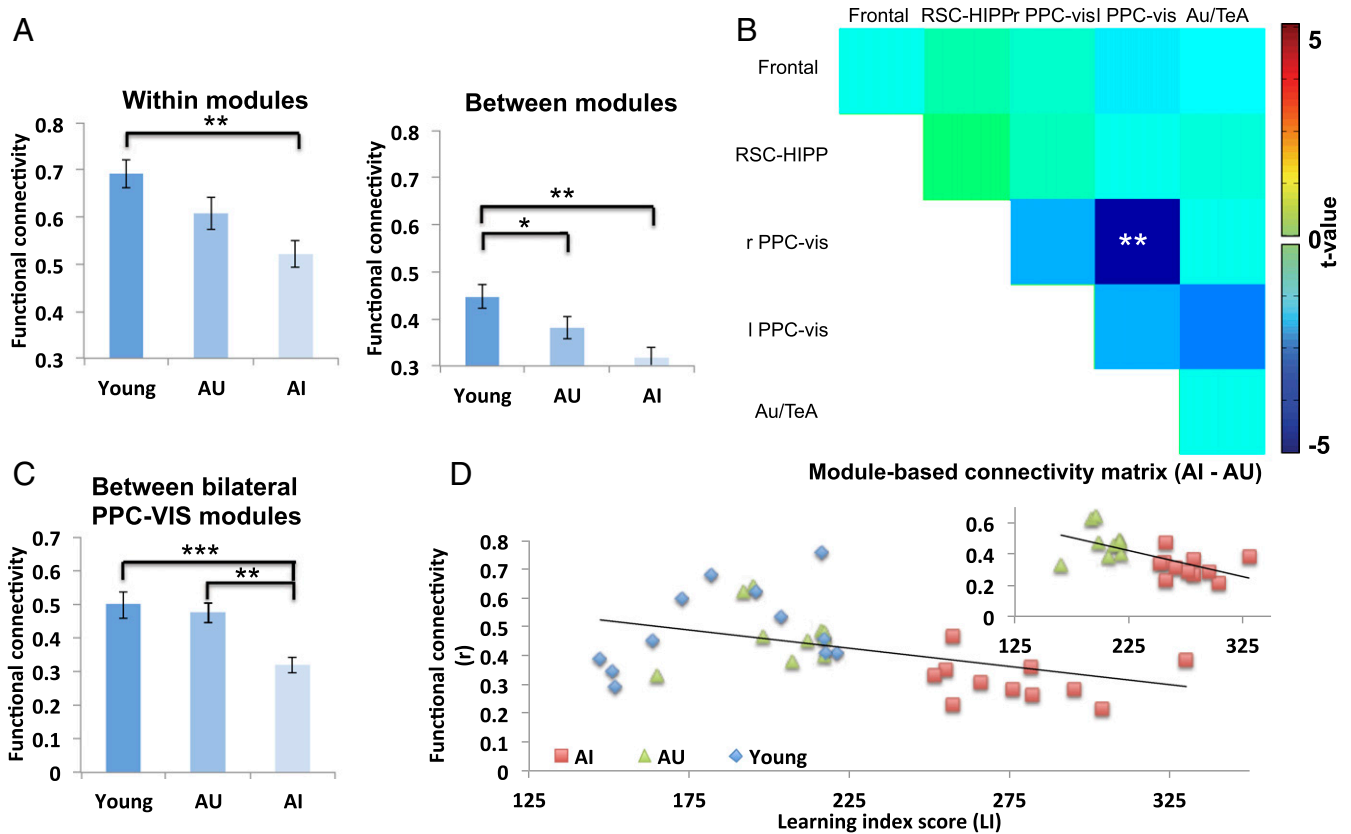 A
Within modules
**
Functional connectivity
0.8
0.7
0.6
0.5
0.4
0.3
Young AU AI
Between modules
**
*
Functional connectivity
0.8
0.7
0.6
0.5
0.4
0.3
Young AU AI
B
Frontal RSC-HIPP r PPC-vis l PPC-vis Au/TeA
Frontal
RSC-HIPP
r PPC-vis
**
l PPC-vis
Au/TeA
5
0
-5
t-value
Module-based connectivity matrix (AI - AU)
C
Between bilateral
PPC-VIS modules
***
**
Functional connectivity
0.7
0.6
0.5
0.4
0.3
0.2
0.1
0
Young AU AI
D
Functional connectivity
(r)
0.8
0.7
0.6
0.5
0.4
0.3
0.2
0.1
0
AI AU Young
125 175 225 275 325
Learning index score (LI)
0.6
0.4
0.2
0
125 225 325